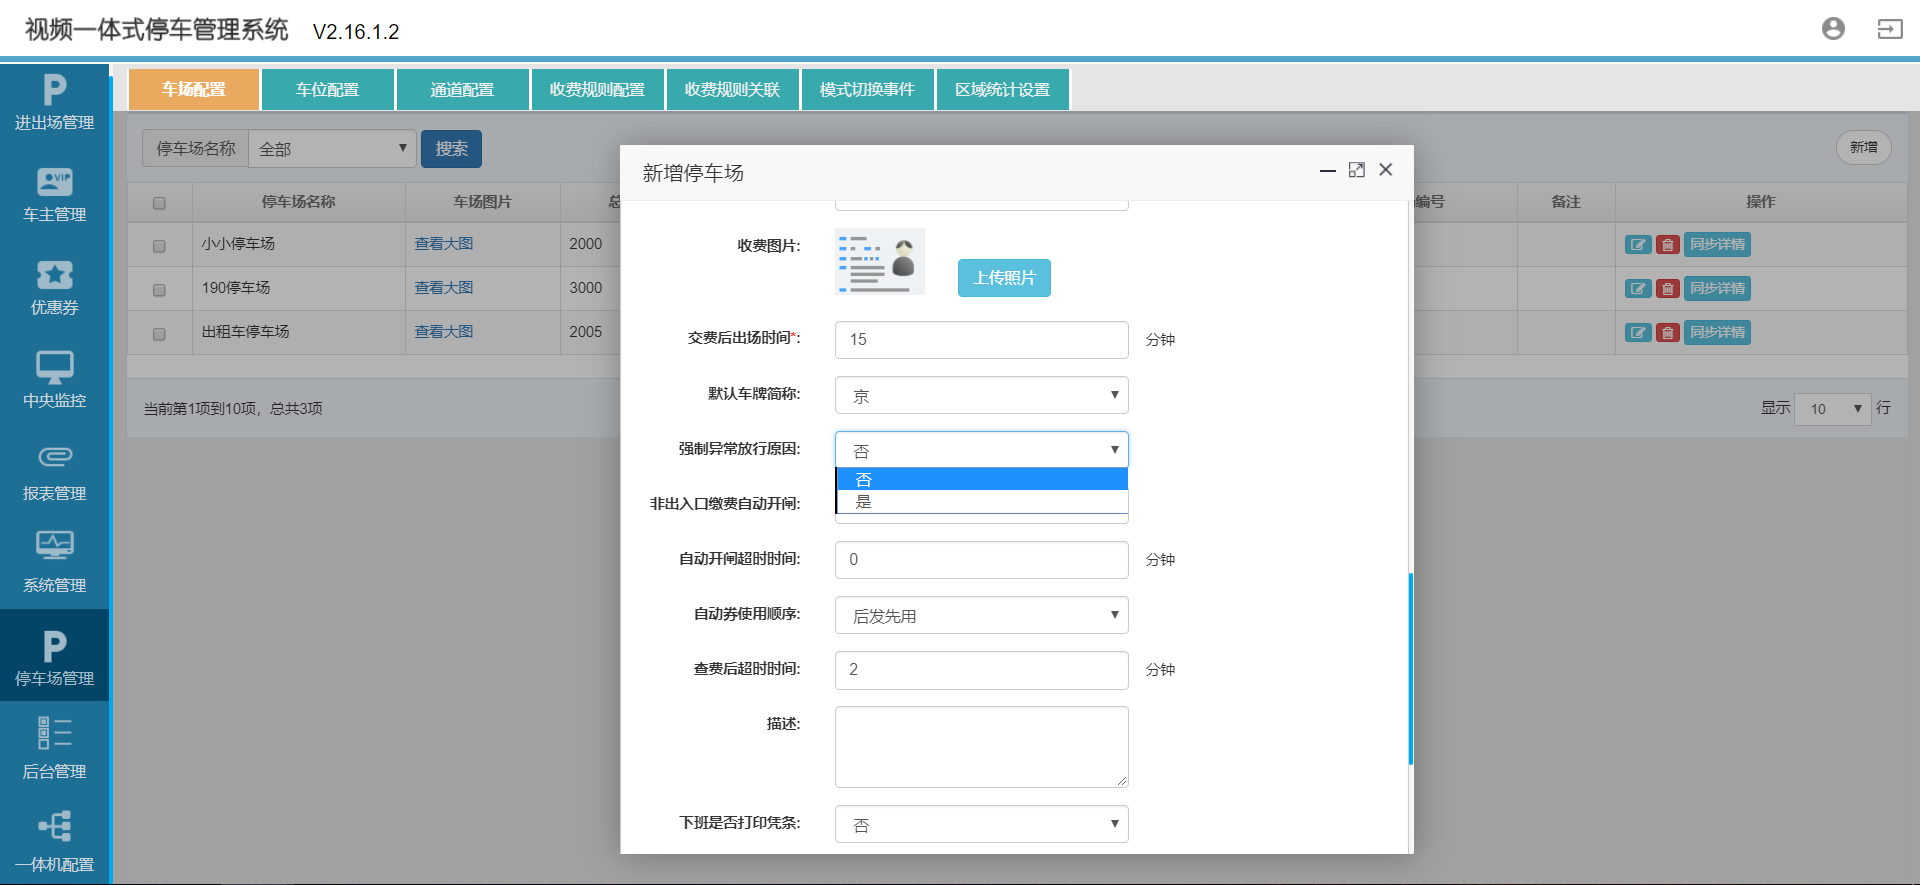 视频一体式停车管理系统 V2.16.1.2
进出场管理
车主管理
优惠券
中央监控
报表管理
系统管理
停车场管理
后台管理
一体机配置
车场配置 车位配置 通道配置 收费规则配置 收费规则关联 模式切换事件 区域统计设置
停车场名称 全部 搜索 新增
停车场名称 车场图片 总 编号 备注 操作
小小停车场 查看大图 2000 同步详情
190停车场 查看大图 3000 同步详情
出租车停车场 查看大图 2005 同步详情
当前第1项到10项，总共3项 显示 10 行
新增停车场
收费图片: 上传照片
交费后出场时间*: 15 分钟
默认车牌简称: 京
强制异常放行原因: 否
否
是
非出入口缴费自动开闸:
自动开闸超时时间: 0 分钟
自动券使用顺序: 后发先用
查费后超时时间: 2 分钟
描述:
下班是否打印凭条: 否